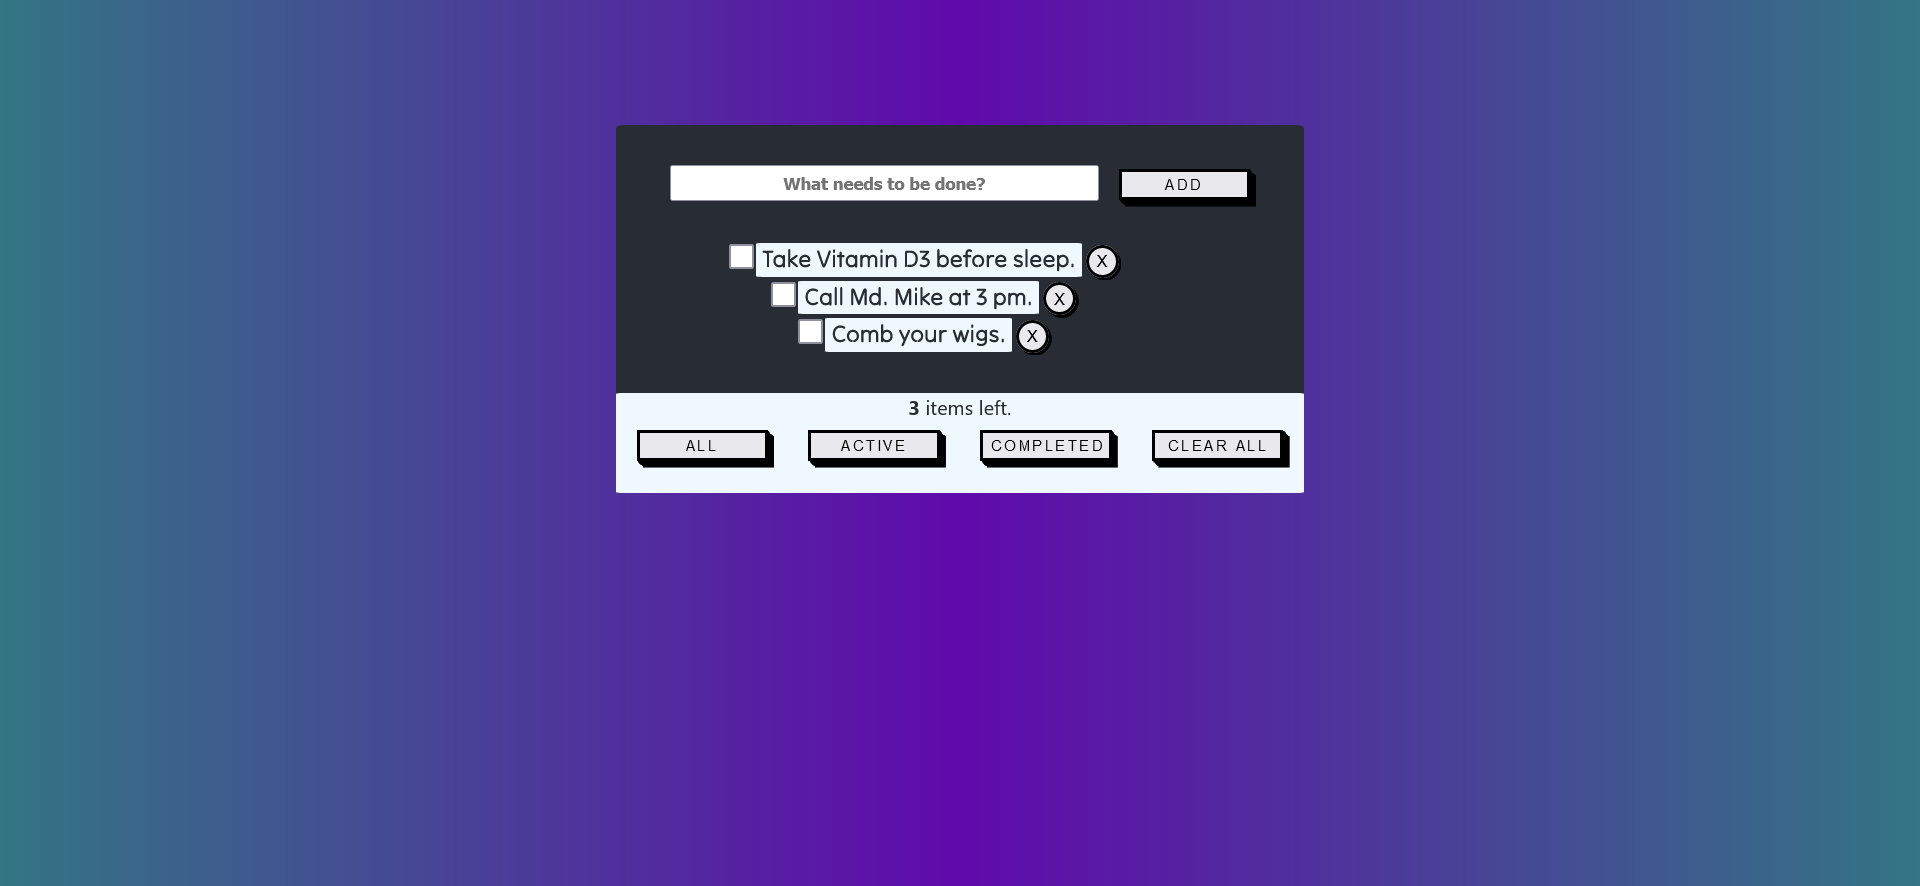 What needs to be done? ADD
Take Vitamin D3 before sleep. X
Call Md. Mike at 3 pm. X
Comb your wigs. X
3 items left.
ALL ACTIVE COMPLETED CLEAR ALL